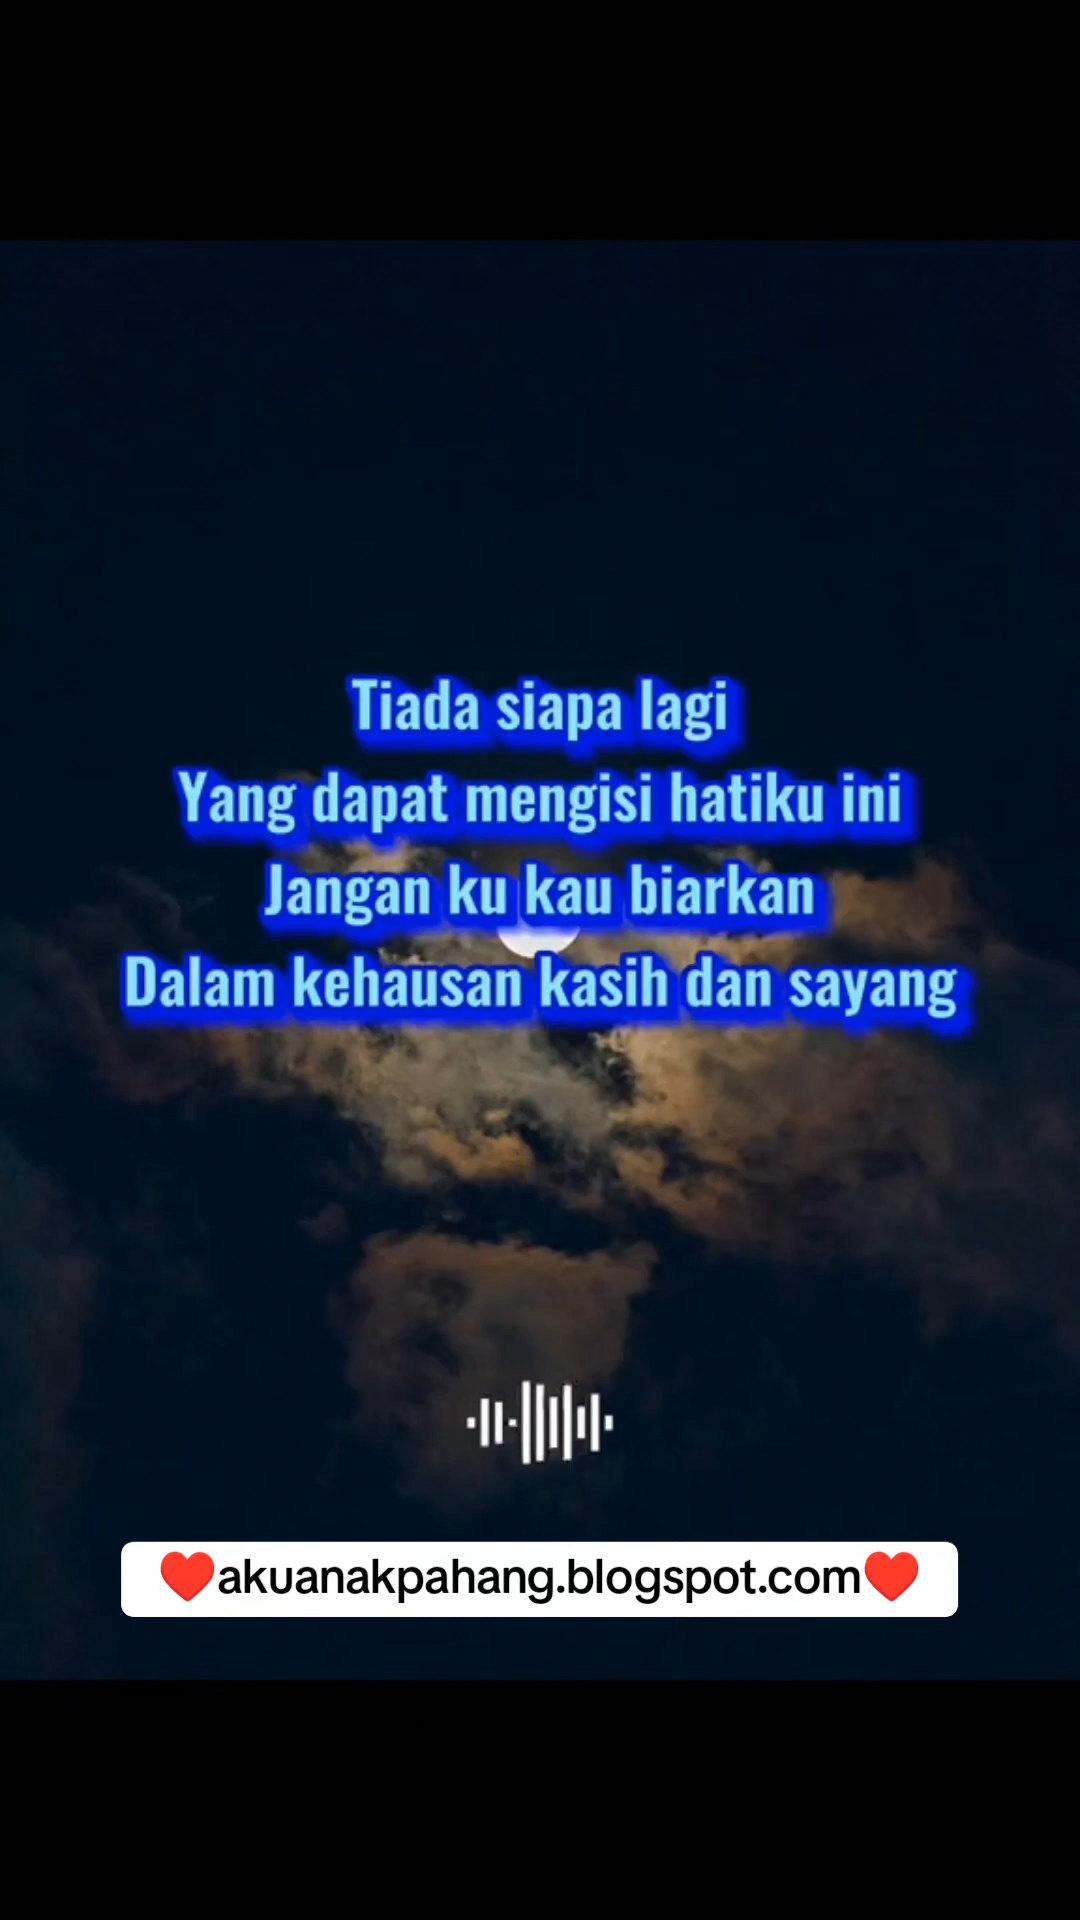 Tiada siapa lagi
Yang dapat mengisi hatiku ini
Jangan ku kau biarkan
Dalam kehausan kasih dan sayang
❤️akuanakpahang.blogspot.com❤️